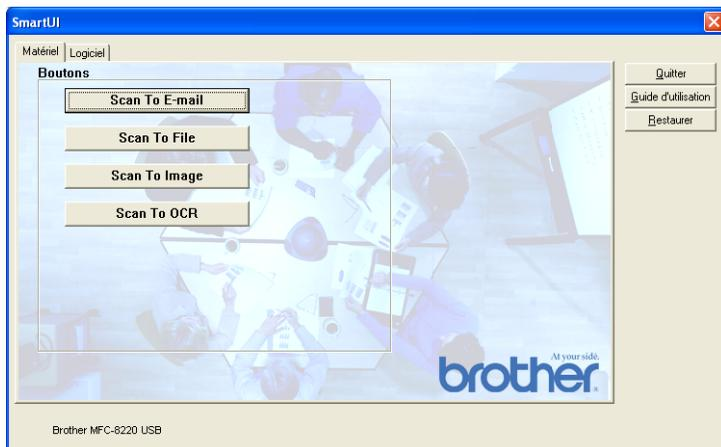 SmartUI
Matériel
Logiciel
Boutons
Scan To E-mail
Scan To File
Scan To Image
Scan To OCR
Quitter
Guide d'utilisation
Restaurer
At your side.
brother
Brother MFC-8220 USB